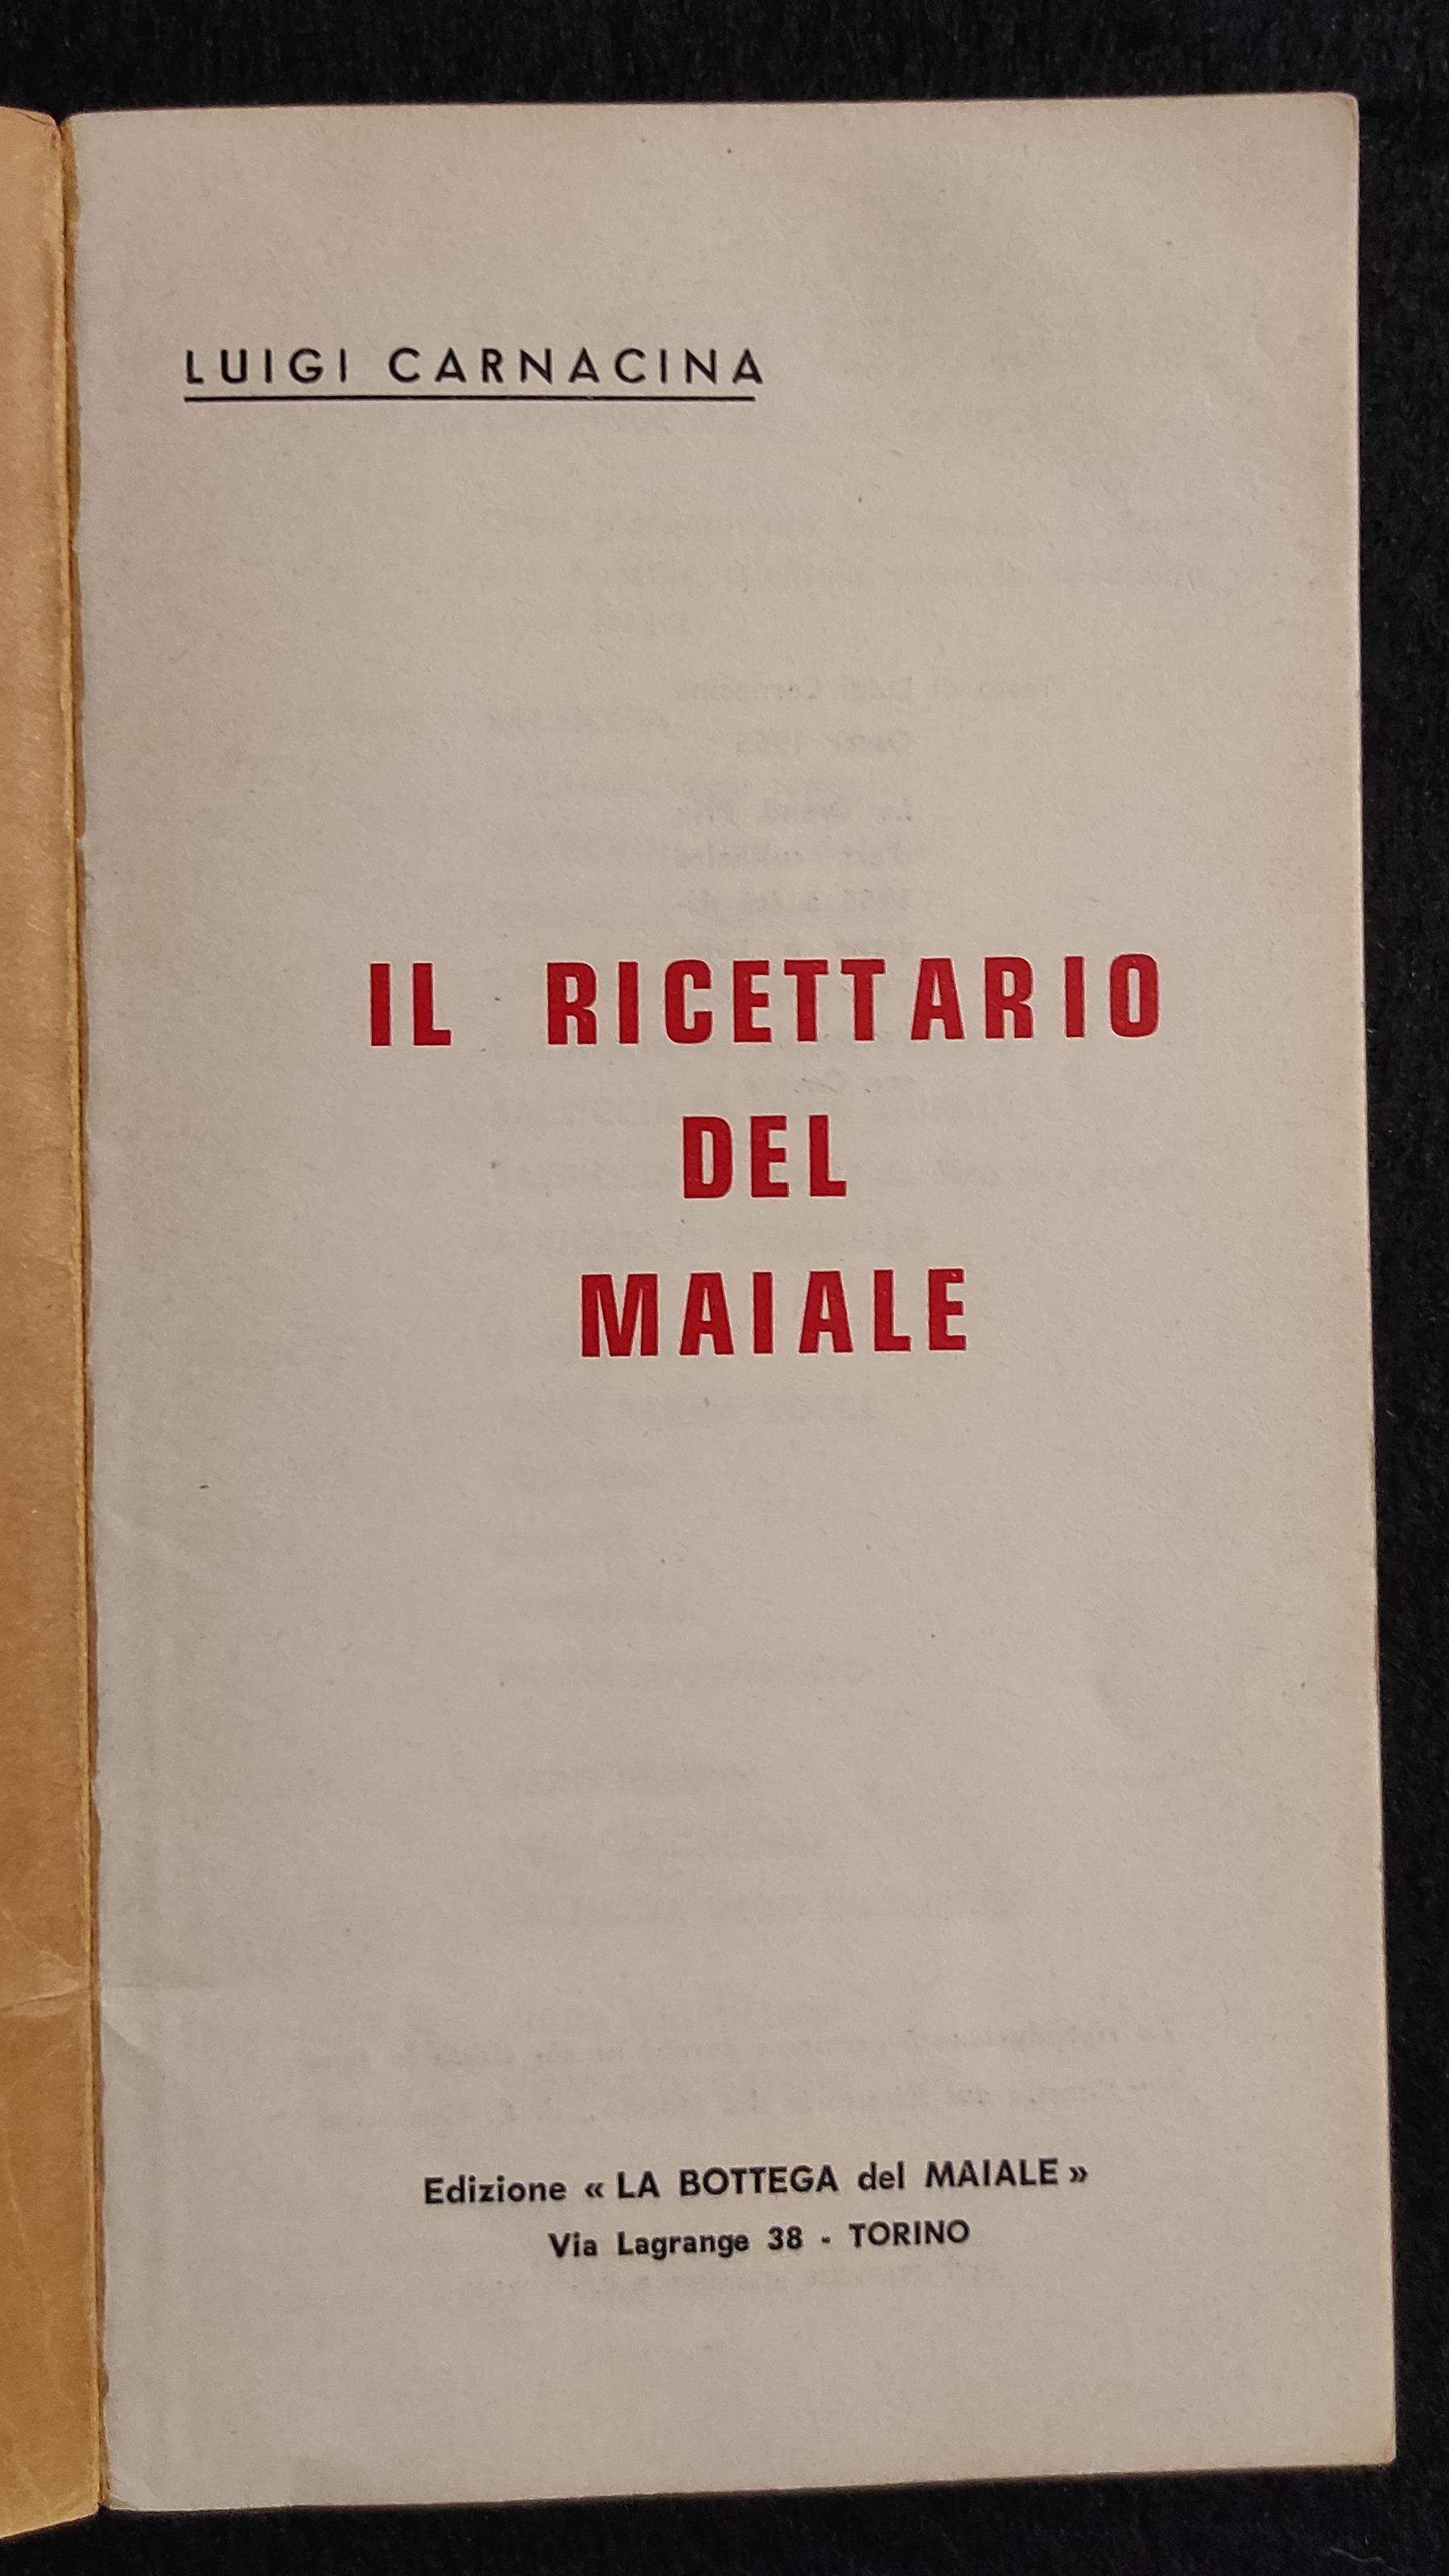 LUIGI CARNACINA
IL RICETTARIO
DEL
MAIALE
Edizione « LA BOTTEGA del MAIALE »
Via Lagrange 38 - TORINO